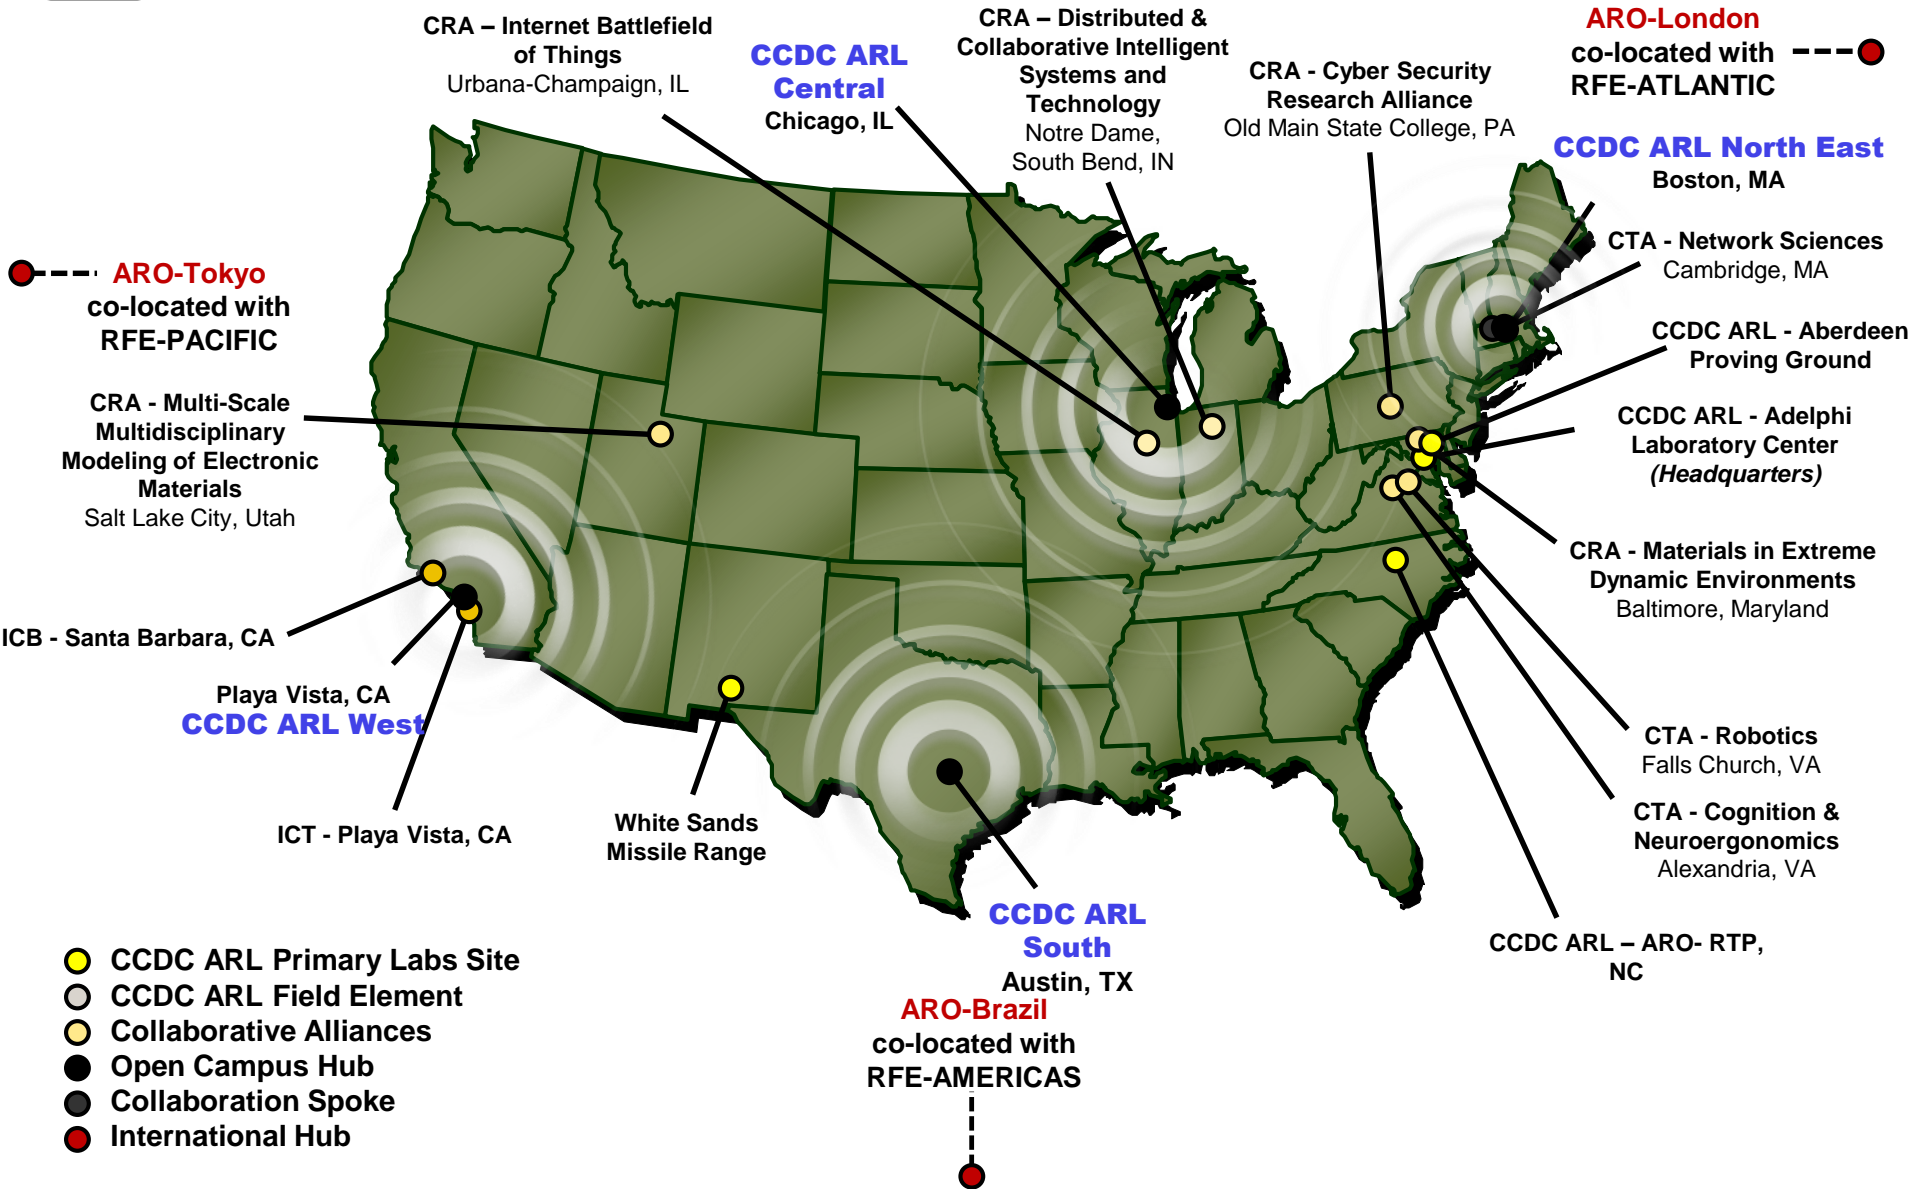 CRA – Internet Battlefield
of Things
Urbana-Champaign, IL
CCDC ARL
Central
Chicago, IL
CRA – Distributed &
Collaborative Intelligent
Systems and
Technology
Notre Dame,
South Bend, IN
CRA - Cyber Security
Research Alliance
Old Main State College, PA
ARO-London
co-located with
RFE-ATLANTIC
CCDC ARL North East
Boston, MA
CTA - Network Sciences
Cambridge, MA
CCDC ARL - Aberdeen
Proving Ground
CCDC ARL - Adelphi
Laboratory Center
(Headquarters)
CRA - Materials in Extreme
Dynamic Environments
Baltimore, Maryland
CTA - Robotics
Falls Church, VA
CTA - Cognition &
Neuroergonomics
Alexandria, VA
CCDC ARL – ARO- RTP,
NC
ARO-Tokyo
co-located with
RFE-PACIFIC
CRA - Multi-Scale
Multidisciplinary
Modeling of Electronic
Materials
Salt Lake City, Utah
ICB - Santa Barbara, CA
Playa Vista, CA
CCDC ARL West
ICT - Playa Vista, CA
White Sands
Missile Range
CCDC ARL
South
Austin, TX
ARO-Brazil
co-located with
RFE-AMERICAS
CCDC ARL Primary Labs Site
CCDC ARL Field Element
Collaborative Alliances
Open Campus Hub
Collaboration Spoke
International Hub